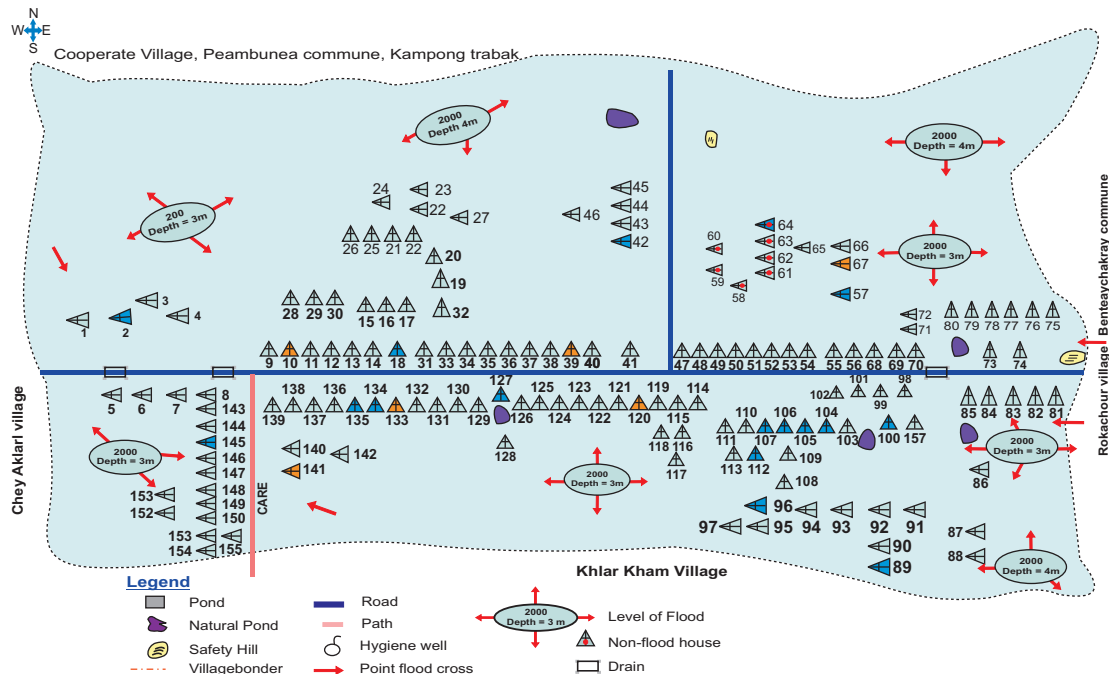 N
W E
S
Cooperate Village, Peambunea commune, Kampong trabak
2000
Depth 4m
2000
Depth = 4m
200
Depth = 3m
2000
Depth = 3m
24 23
22
27
46
45
44
43
42
26 25 21 22
20
19
32
28 29 30
15 16 17
60
59
58
64
63
62
61
65
66
67
57
72
71
80 79 78 77 76 75
73 74
1 2 3 4
9 10 11 12 13 14 18 31 33 34 35 36 37 38 39 40 41
47 48 49 50 51 52 53 54 55 56 68 69 70
5 6 7 8
143
144
145
146
147
148
149
150
153
152
153
154 155
2000
Depth = 3m
138 136 134 132 130 127 125 123 121 119 114
139 137 135 133 131 129 126 124 122 120 115
128
140
141
142
118 116
117
2000
Depth = 3m
102 101 99 98
110 106 104
111 107 105 103 100 157
113 112 109
108
85 84 83 82 81
2000
Depth = 3m
86
96
97 95 94 93 92 91
90
89
87
88
2000
Depth = 4m
CARE
Chey Aklarl village
Rokachour village Benteaychakray commune
Khlar Kham Village
Legend
Pond
Natural Pond
Safety Hill
Villagebonder
Road
Path
Hygiene well
Point flood cross
2000
Depth = 3 m
Level of Flood
Non-flood house
Drain